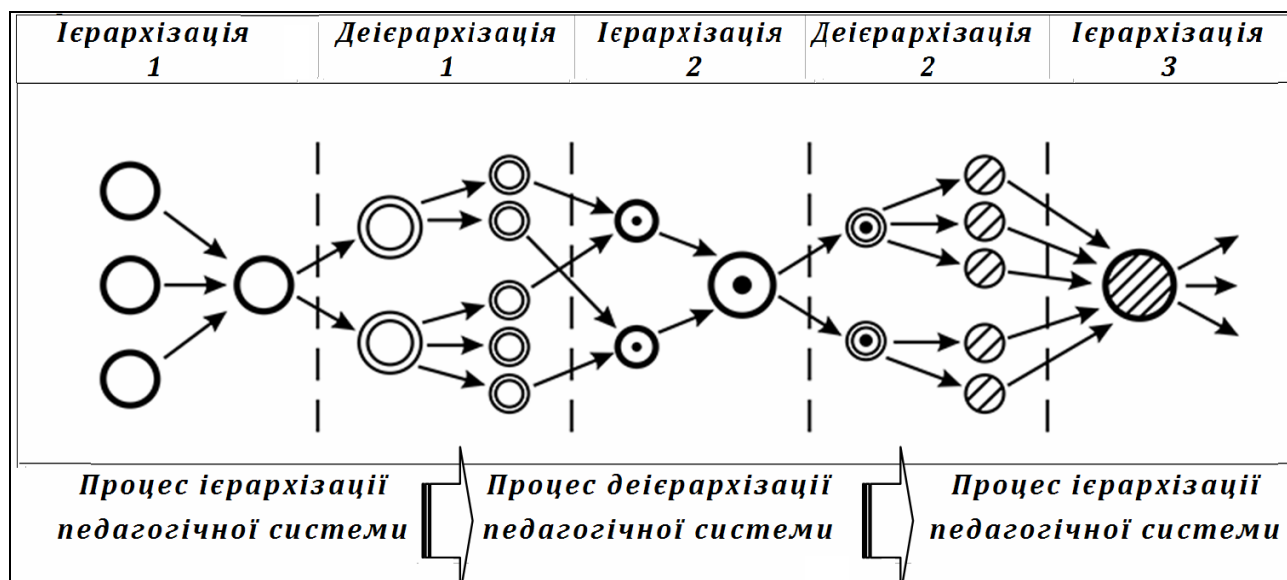 Ієрархізація
1
Деієрархізація
1
Ієрархізація
2
Деієрархізація
2
Ієрархізація
3
Процес ієрархізації
педагогічної системи
Процес деієрархізації
педагогічної системи
Процес ієрархізації
педагогічної системи